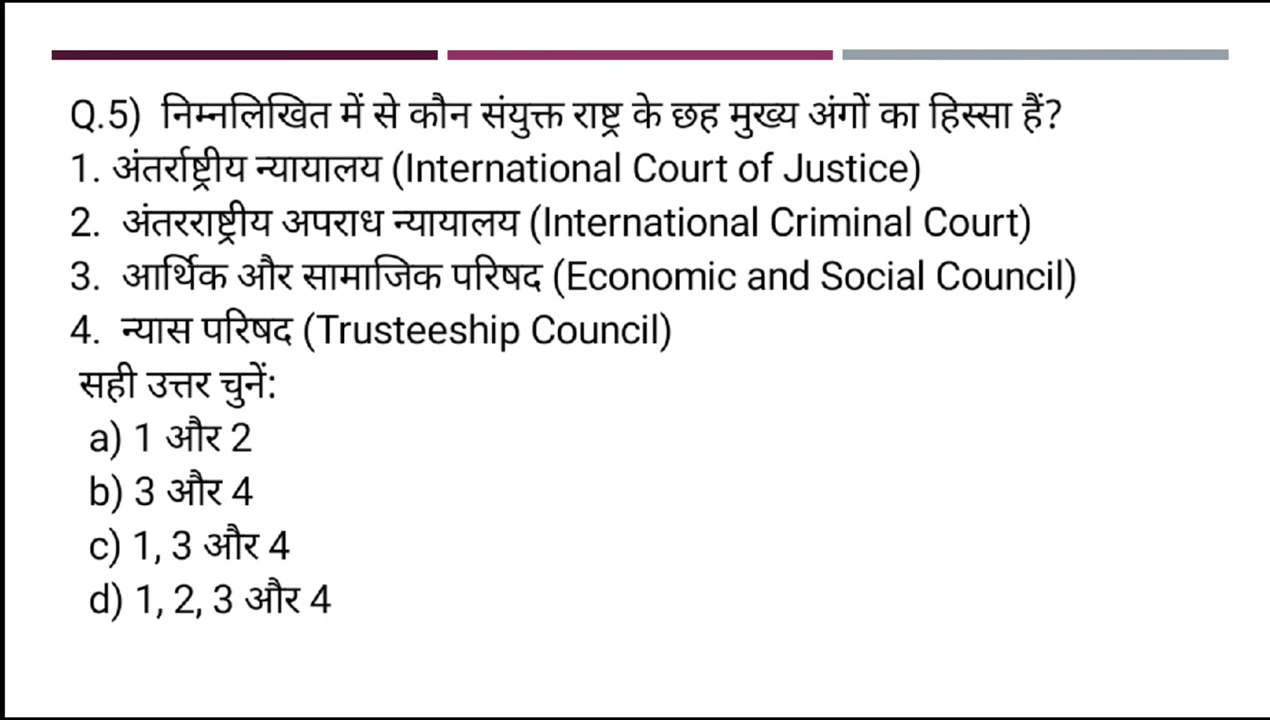 Q.5) निम्नलिखित में से कौन संयुक्त राष्ट्र के छह मुख्य अंगों का हिस्सा हैं?
1. अंतर्राष्ट्रीय न्यायालय (International Court of Justice)
2. अंतरराष्ट्रीय अपराध न्यायालय (International Criminal Court)
3. आर्थिक और सामाजिक परिषद (Economic and Social Council)
4. न्यास परिषद (Trusteeship Council)
सही उत्तर चुनें:
a) 1 और 2
b) 3 और 4
c) 1, 3 और 4
d) 1, 2, 3 और 4